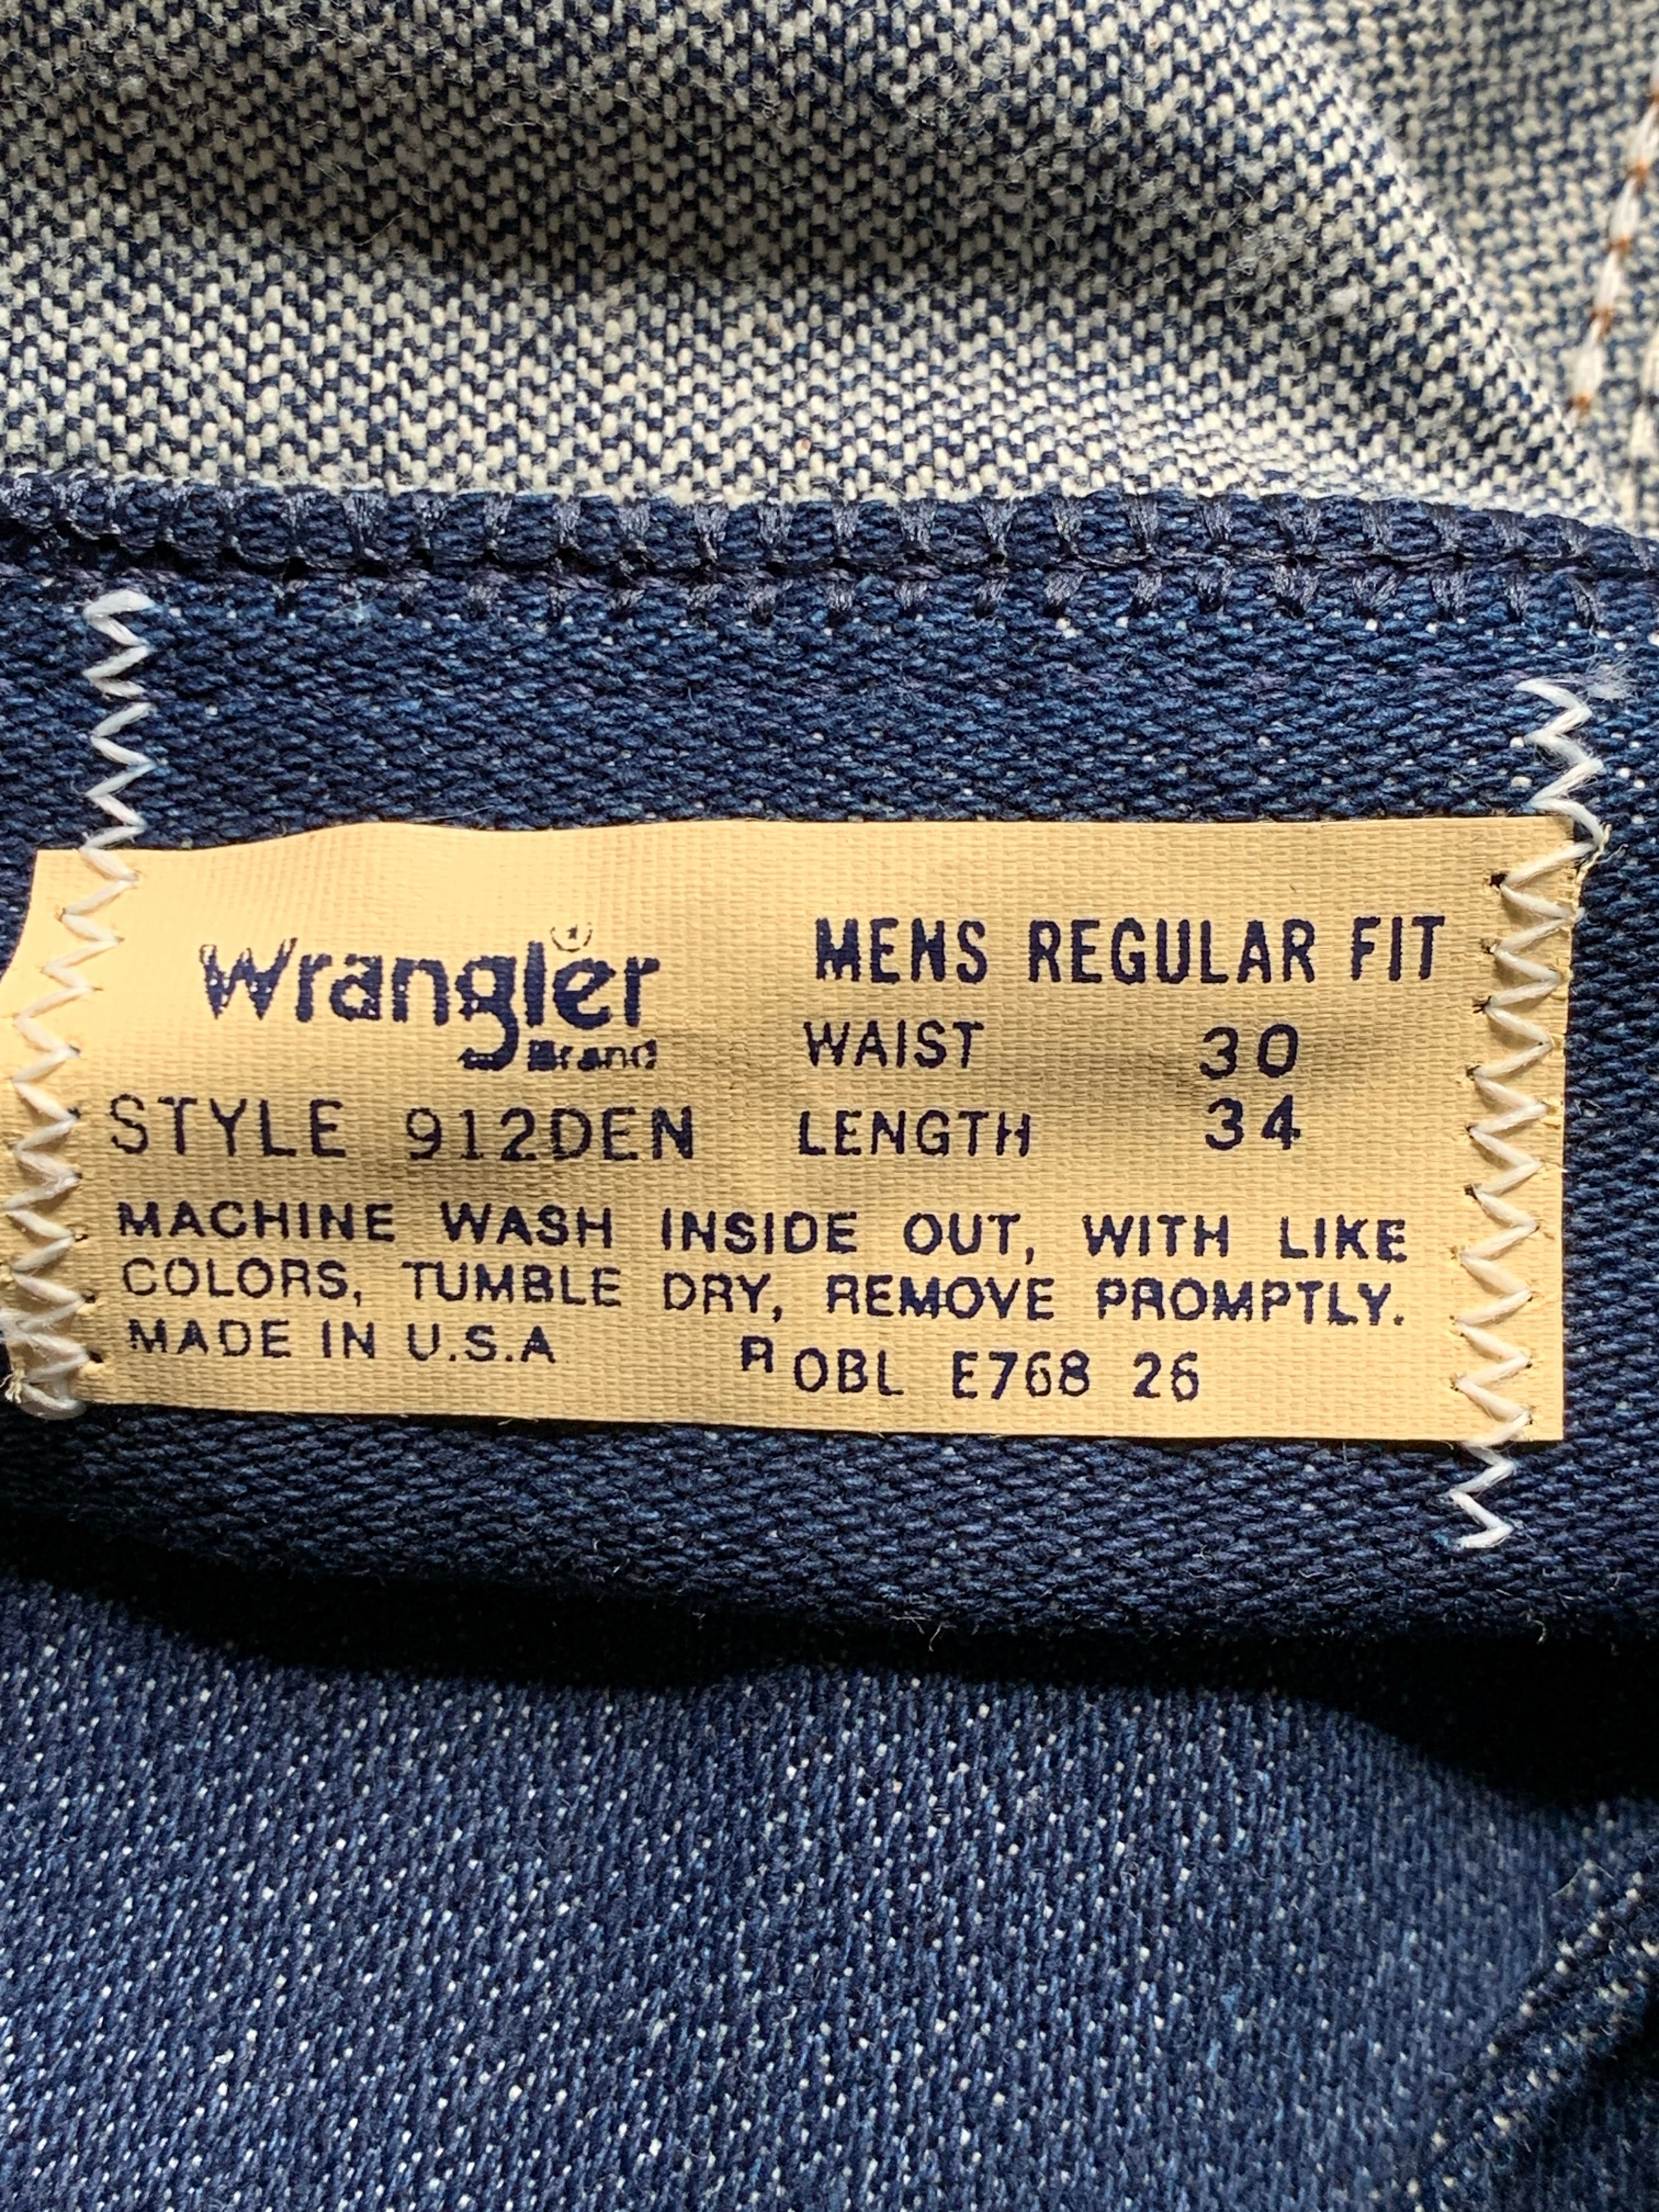 Wrangler®
Brand
MENS REGULAR FIT
WAIST 30
STYLE 912DEN
LENGTH 34
MACHINE WASH INSIDE OUT, WITH LIKE
COLORS, TUMBLE DRY, REMOVE PROMPTLY.
MADE IN U.S.A R OBL E768 26